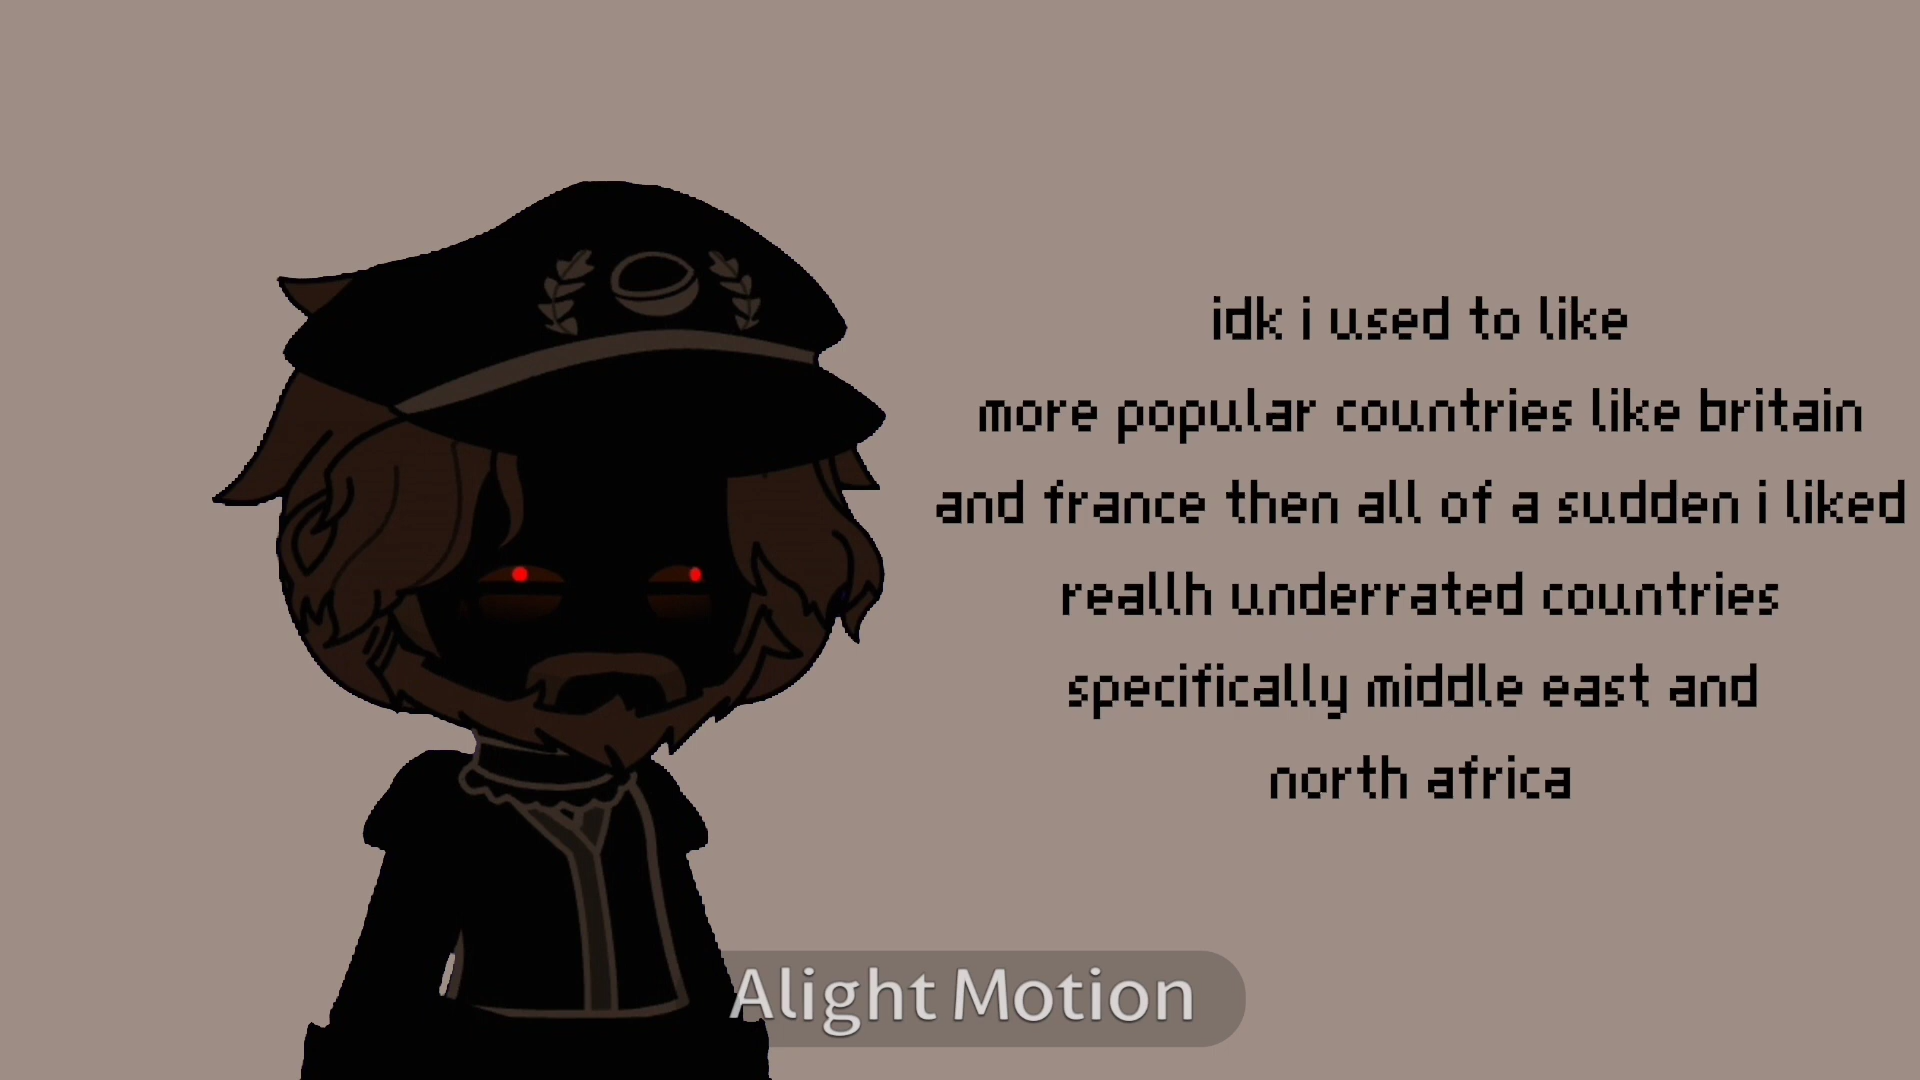 idk i used to like
more popular countries like britain
and france then all of a sudden i liked
reallh underrated countries
specifically middle east and
north africa
Alight Motion